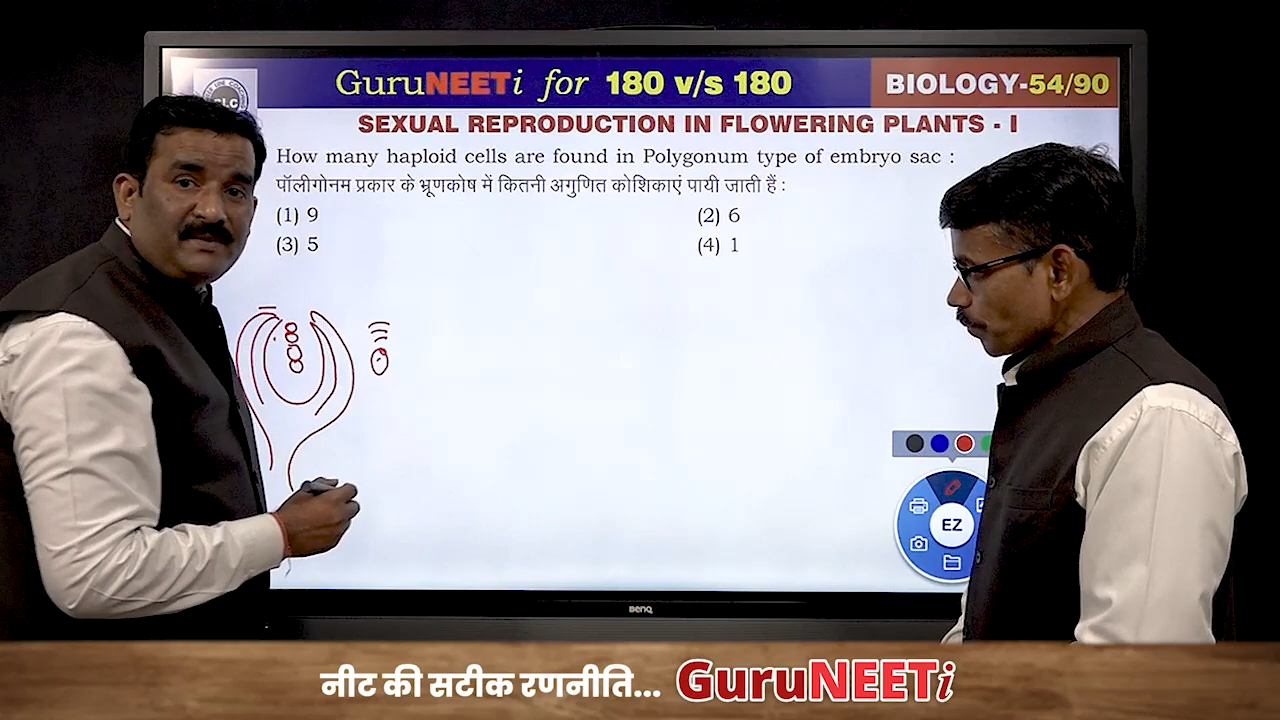 GuruNEETi for 180 v/s 180
BIOLOGY-54/90
SEXUAL REPRODUCTION IN FLOWERING PLANTS - I
How many haploid cells are found in Polygonum type of embryo sac :
पॉलीगोनम प्रकार के भ्रूणकोष में कितनी अगुणित कोशिकाएं पायी जाती हैं :
(1) 9
(2) 6
(3) 5
(4) 1
EZ
BenQ
नीट की सटीक रणनीति... GuruNEETi